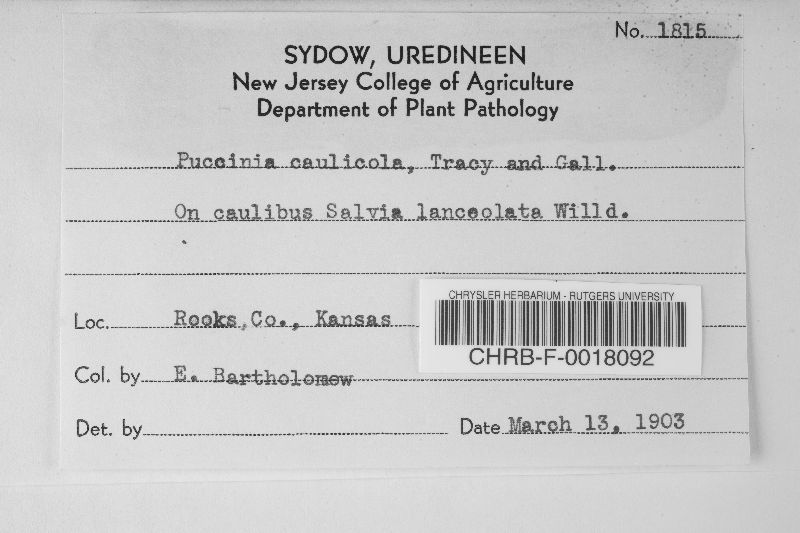 No. 1815
SYDOW, UREDINEEN
New Jersey College of Agriculture
Department of Plant Pathology
Puccinia caulicola, Tracy and Gall.
On caulibus Salvia lanceolata Willd.
Loc. Rooks, Co., Kansas
CHRYSLER HERBARIUM - RUTGERS UNIVERSITY
CHRB-F-0018092
Col. by E. Bartholomew
Det. by
Date March 13, 1903